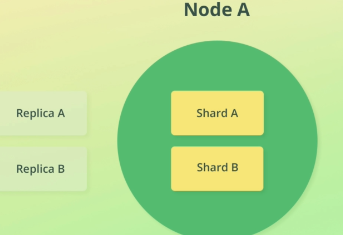 Node A
Replica A
Shard A
Replica B
Shard B